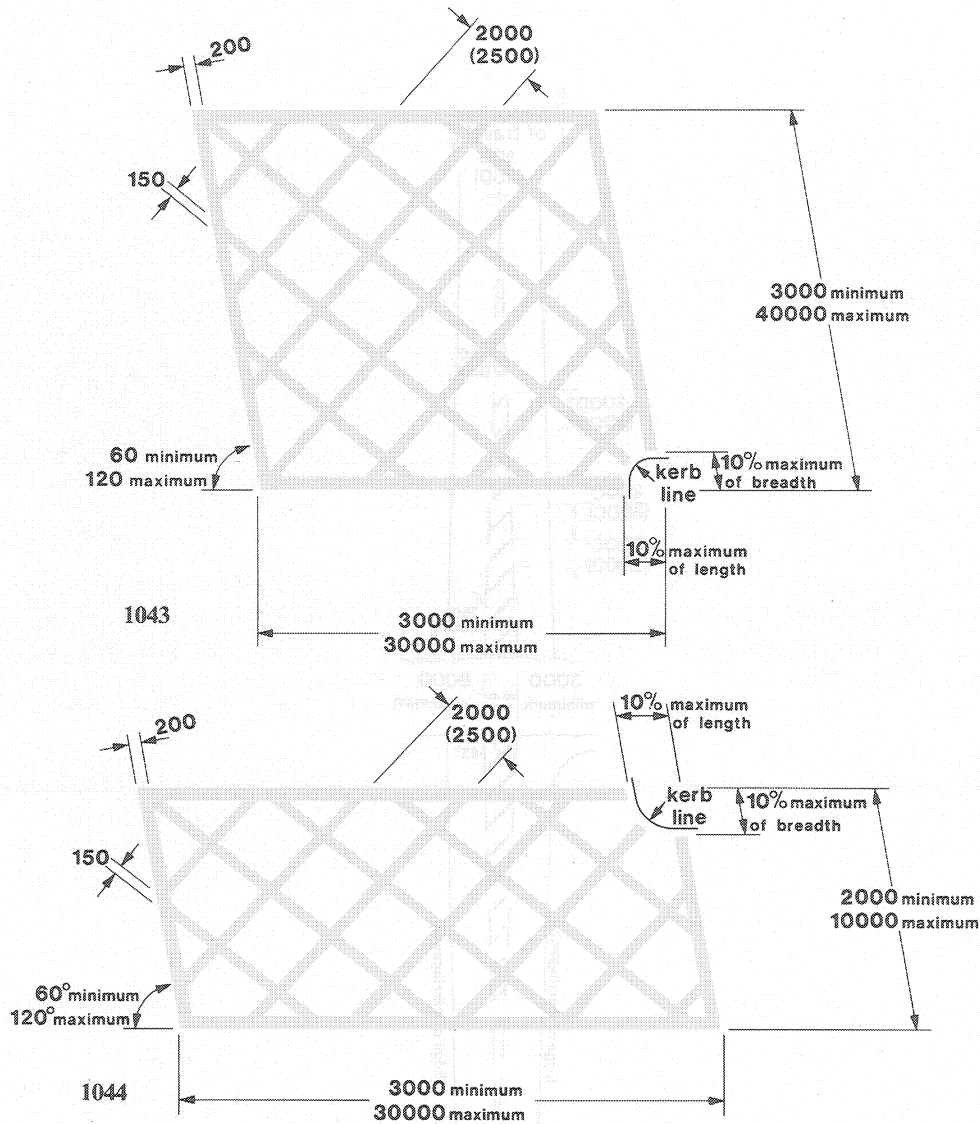 2000
(2500)
200
150
3000 minimum
40000 maximum
60 minimum
120 maximum
10% maximum
of breadth
kerb
line
10% maximum
of length
1043
3000 minimum
30000 maximum
2000
(2500)
10% maximum
of length
200
kerb
line
10% maximum
of breadth
150
2000 minimum
10000 maximum
60° minimum
120° maximum
1044
3000 minimum
30000 maximum